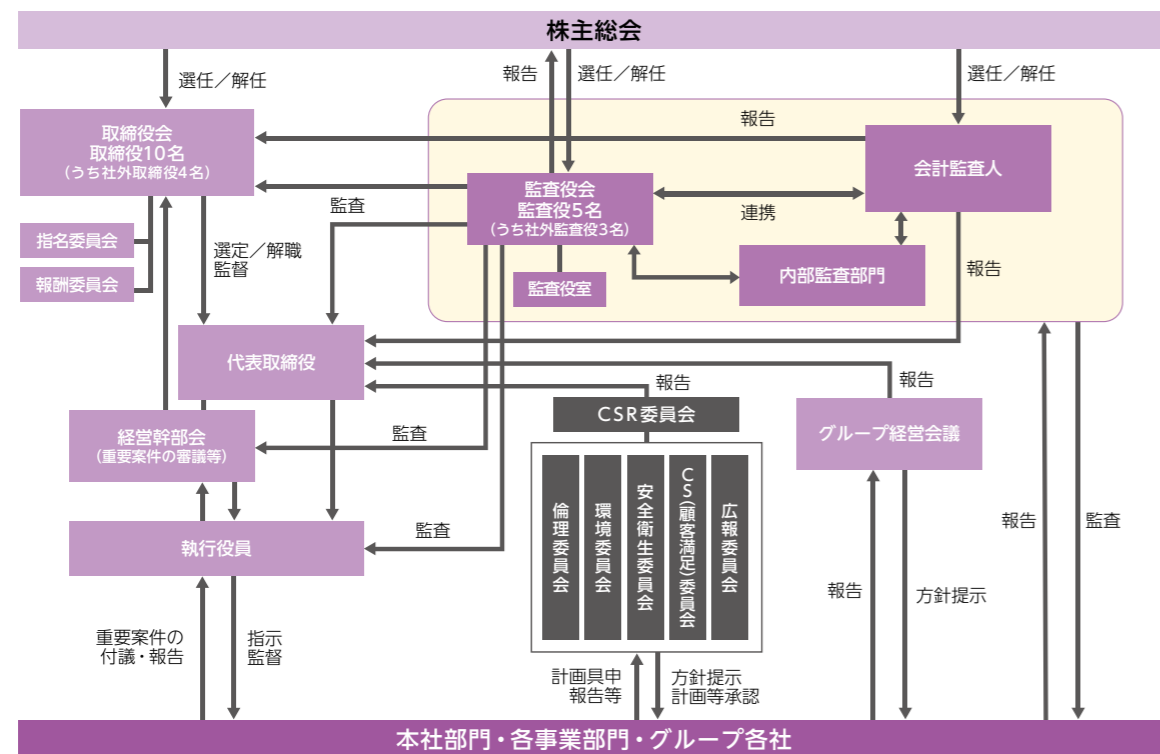 株主総会
選任／解任
報告
選任／解任
選任／解任
取締役会
取締役10名
（うち社外取締役4名）
報告
会計監査人
監査役会
監査役5名
（うち社外監査役3名）
監査
連携
指名委員会
報酬委員会
選定／解職
監督
監査役室
内部監査部門
報告
代表取締役
報告
報告
CSR委員会
グループ経営会議
経営幹部会
（重要案件の審議等）
監査
倫理委員会
環境委員会
安全衛生委員会
CS（顧客満足）委員会
広報委員会
執行役員
監査
報告
監査
報告
方針提示
重要案件の
付議・報告
指示
監督
計画具申
報告等
方針提示
計画等承認
本社部門・各事業部門・グループ各社